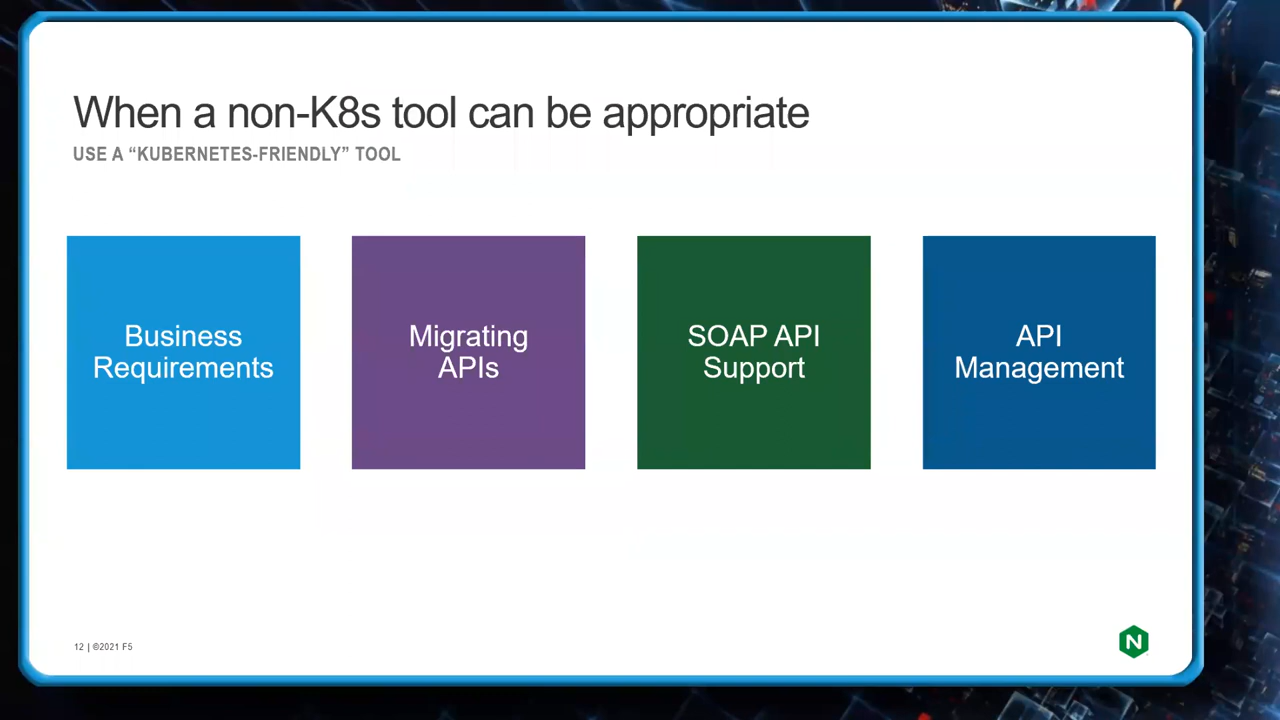 When a non-K8s tool can be appropriate
USE A “KUBERNETES-FRIENDLY” TOOL
Business
Requirements
Migrating
APIs
SOAP API
Support
API
Management
12 | ©2021 F5
N